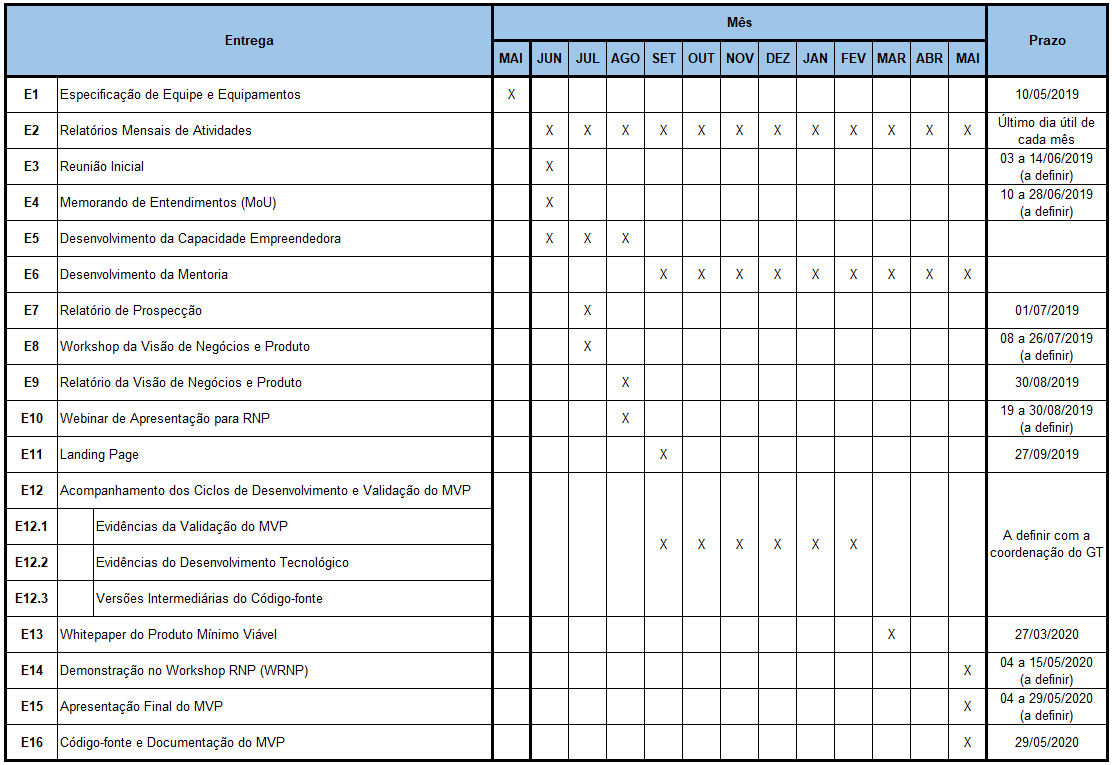 Entrega Mês Prazo
MAI JUN JUL AGO SET OUT NOV DEZ JAN FEV MAR ABR MAI
E1 Especificação de Equipe e Equipamentos X 10/05/2019
E2 Relatórios Mensais de Atividades X X X X X X X X X X X X Último dia útil de
cada mês
E3 Reunião Inicial X 03 a 14/06/2019
(a definir)
E4 Memorando de Entendimentos (MoU) X 10 a 28/06/2019
(a definir)
E5 Desenvolvimento da Capacidade Empreendedora X X X
E6 Desenvolvimento da Mentoria X X X X X X X X X
E7 Relatório de Prospecção X 01/07/2019
E8 Workshop da Visão de Negócios e Produto X 08 a 26/07/2019
(a definir)
E9 Relatório da Visão de Negócios e Produto X 30/08/2019
E10 Webinar de Apresentação para RNP X 19 a 30/08/2019
(a definir)
E11 Landing Page X 27/09/2019
E12 Acompanhamento dos Ciclos de Desenvolvimento e Validação do MVP
E12.1 Evidências da Validação do MVP
X X X X X X A definir com a
coordenação do GT
E12.2 Evidências do Desenvolvimento Tecnológico
E12.3 Versões Intermediárias do Código-fonte
E13 Whitepaper do Produto Mínimo Viável X 27/03/2020
E14 Demonstração no Workshop RNP (WRNP) X 04 a 15/05/2020
(a definir)
E15 Apresentação Final do MVP X 04 a 29/05/2020
(a definir)
E16 Código-fonte e Documentação do MVP X 29/05/2020